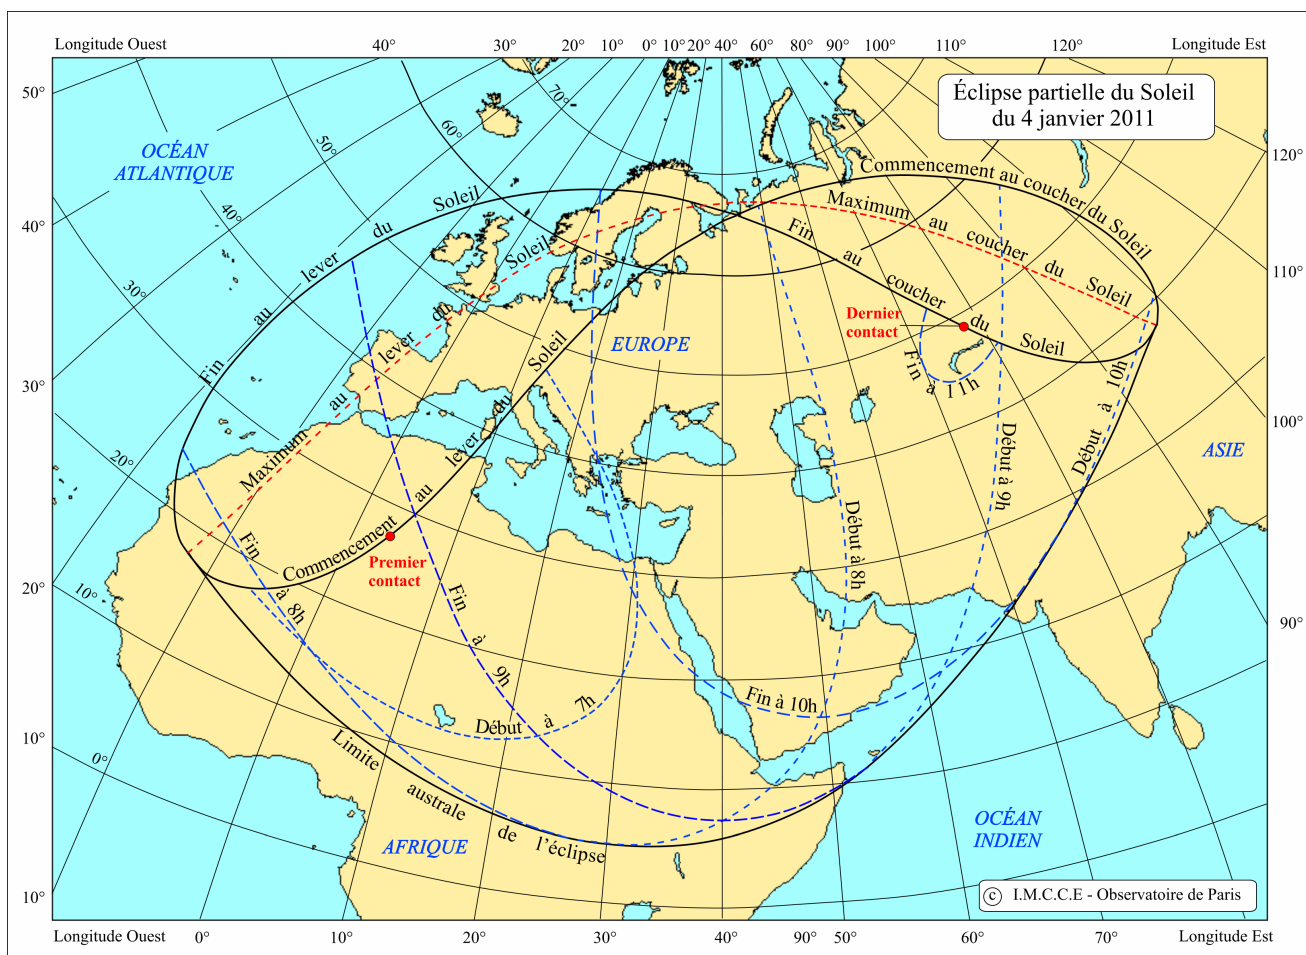 Longitude Ouest
40° 30° 20° 10° 0° 10° 20° 40° 60° 80° 90° 100° 110° 120°
Longitude Est
50°
40°
30°
20°
10°
10°
120°
110°
100°
90°
Éclipse partielle du Soleil
du 4 janvier 2011
OCÉAN
ATLANTIQUE
70°
60°
50°
40°
30°
20°
10°
0°
Fin au lever du Soleil
Maximum au lever du Soleil
Commencement au lever du Soleil
Commencement au coucher du Soleil
Maximum au coucher du Soleil
Fin au coucher du Soleil
Dernier
contact
Premier
contact
EUROPE
ASIE
AFRIQUE
OCÉAN
INDIEN
Fin à 11h
Début à 10h
Début à 9h
Début à 8h
Fin à 10h
Fin à 8h
Fin à 9h
Début à 7h
Limite australe de l'éclipse
c I.M.C.C.E - Observatoire de Paris
Longitude Ouest
0° 10° 20° 30° 40° 90° 50° 60° 70°
Longitude Est